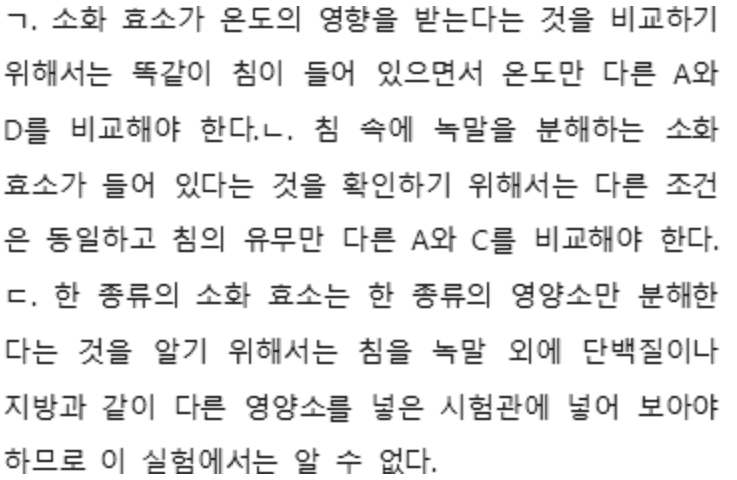 ㄱ. 소화 효소가 온도의 영향을 받는다는 것을 비교하기
위해서는 똑같이 침이 들어 있으면서 온도만 다른 A와
D를 비교해야 한다.ㄴ. 침 속에 녹말을 분해하는 소화
효소가 들어 있다는 것을 확인하기 위해서는 다른 조건
은 동일하고 침의 유무만 다른 A와 C를 비교해야 한다.
ㄷ. 한 종류의 소화 효소는 한 종류의 영양소만 분해한
다는 것을 알기 위해서는 침을 녹말 외에 단백질이나
지방과 같이 다른 영양소를 넣은 시험관에 넣어 보아야
하므로 이 실험에서는 알 수 없다.